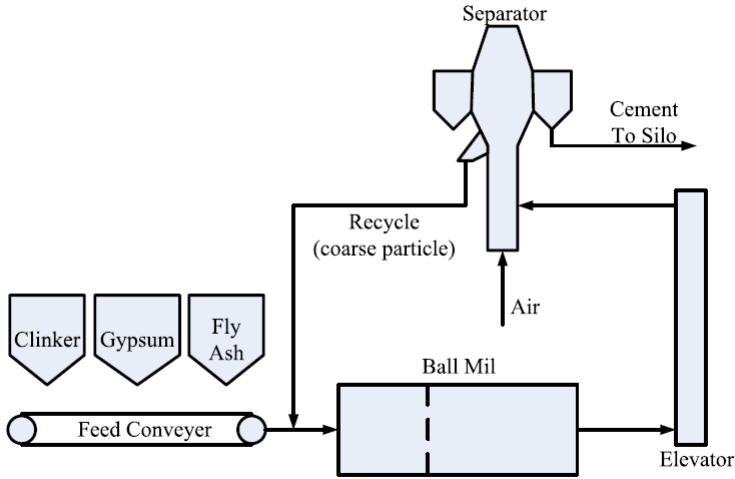 Separator
Cement
To Silo
Recycle
(coarse particle)
Air
Clinker
Gypsum
Fly
Ash
Ball Mil
Feed Conveyer
Elevator